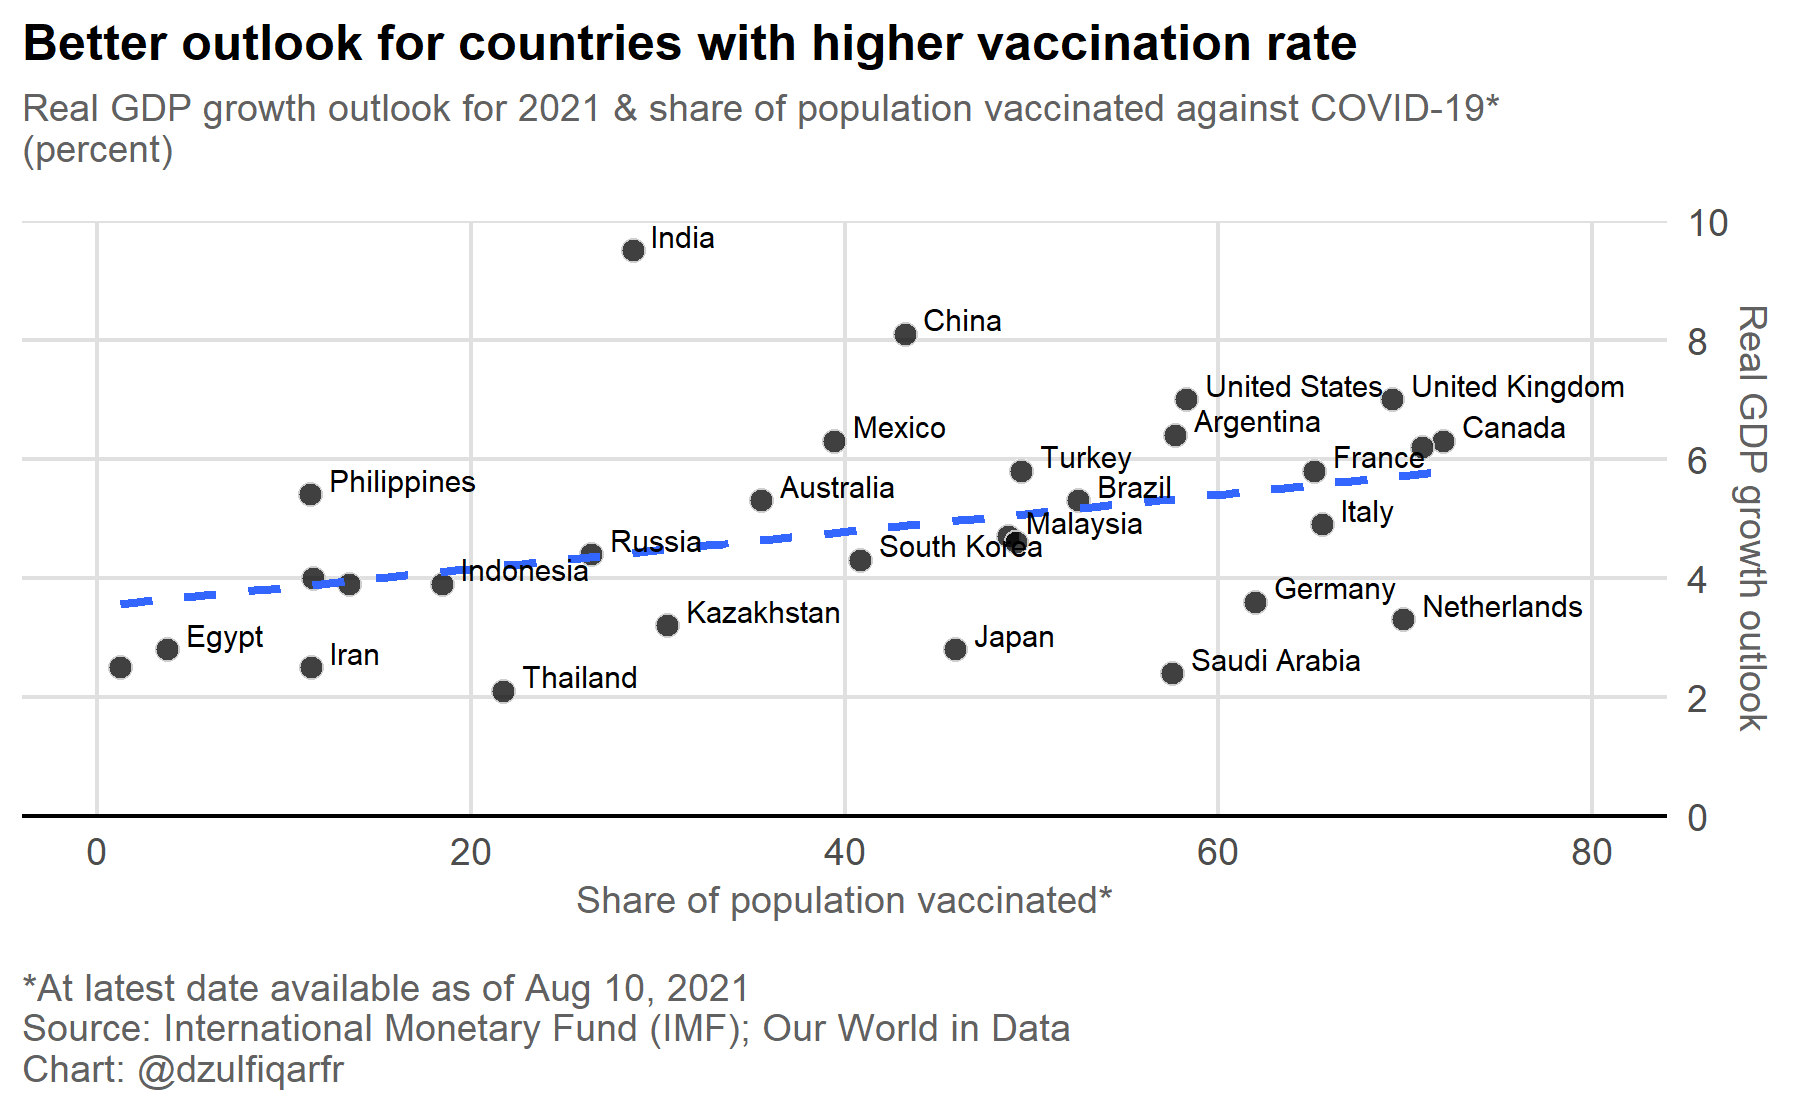 Better outlook for countries with higher vaccination rate
Real GDP growth outlook for 2021 & share of population vaccinated against COVID-19*
(percent)
10
India
China
8
United States
United Kingdom
Argentina
Mexico
Canada
Turkey
France
6
Philippines
Australia
Brazil
Italy
Malaysia
Russia
South Korea
Indonesia
4
Germany
Kazakhstan
Netherlands
Egypt
Japan
Iran
Saudi Arabia
Thailand
2
0
Real GDP growth outlook
0 20 40 60 80
Share of population vaccinated*
*At latest date available as of Aug 10, 2021
Source: International Monetary Fund (IMF); Our World in Data
Chart: @dzulfiqarfr